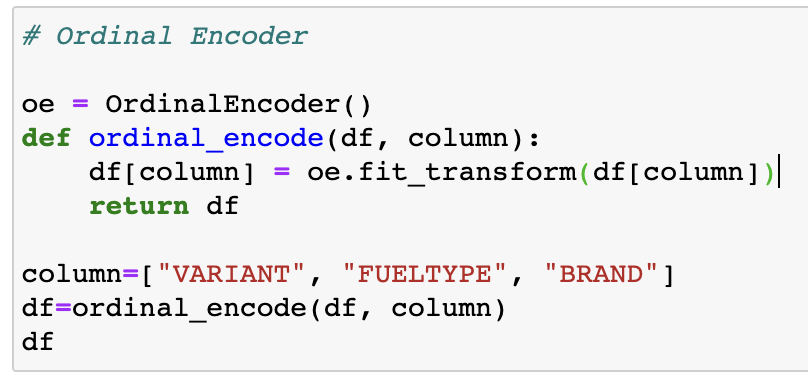 # Ordinal Encoder
oe = OrdinalEncoder()
def ordinal_encode(df, column):
    df[column] = oe.fit_transform(df[column])
    return df
column=["VARIANT", "FUELTYPE", "BRAND"]
df=ordinal_encode(df, column)
df